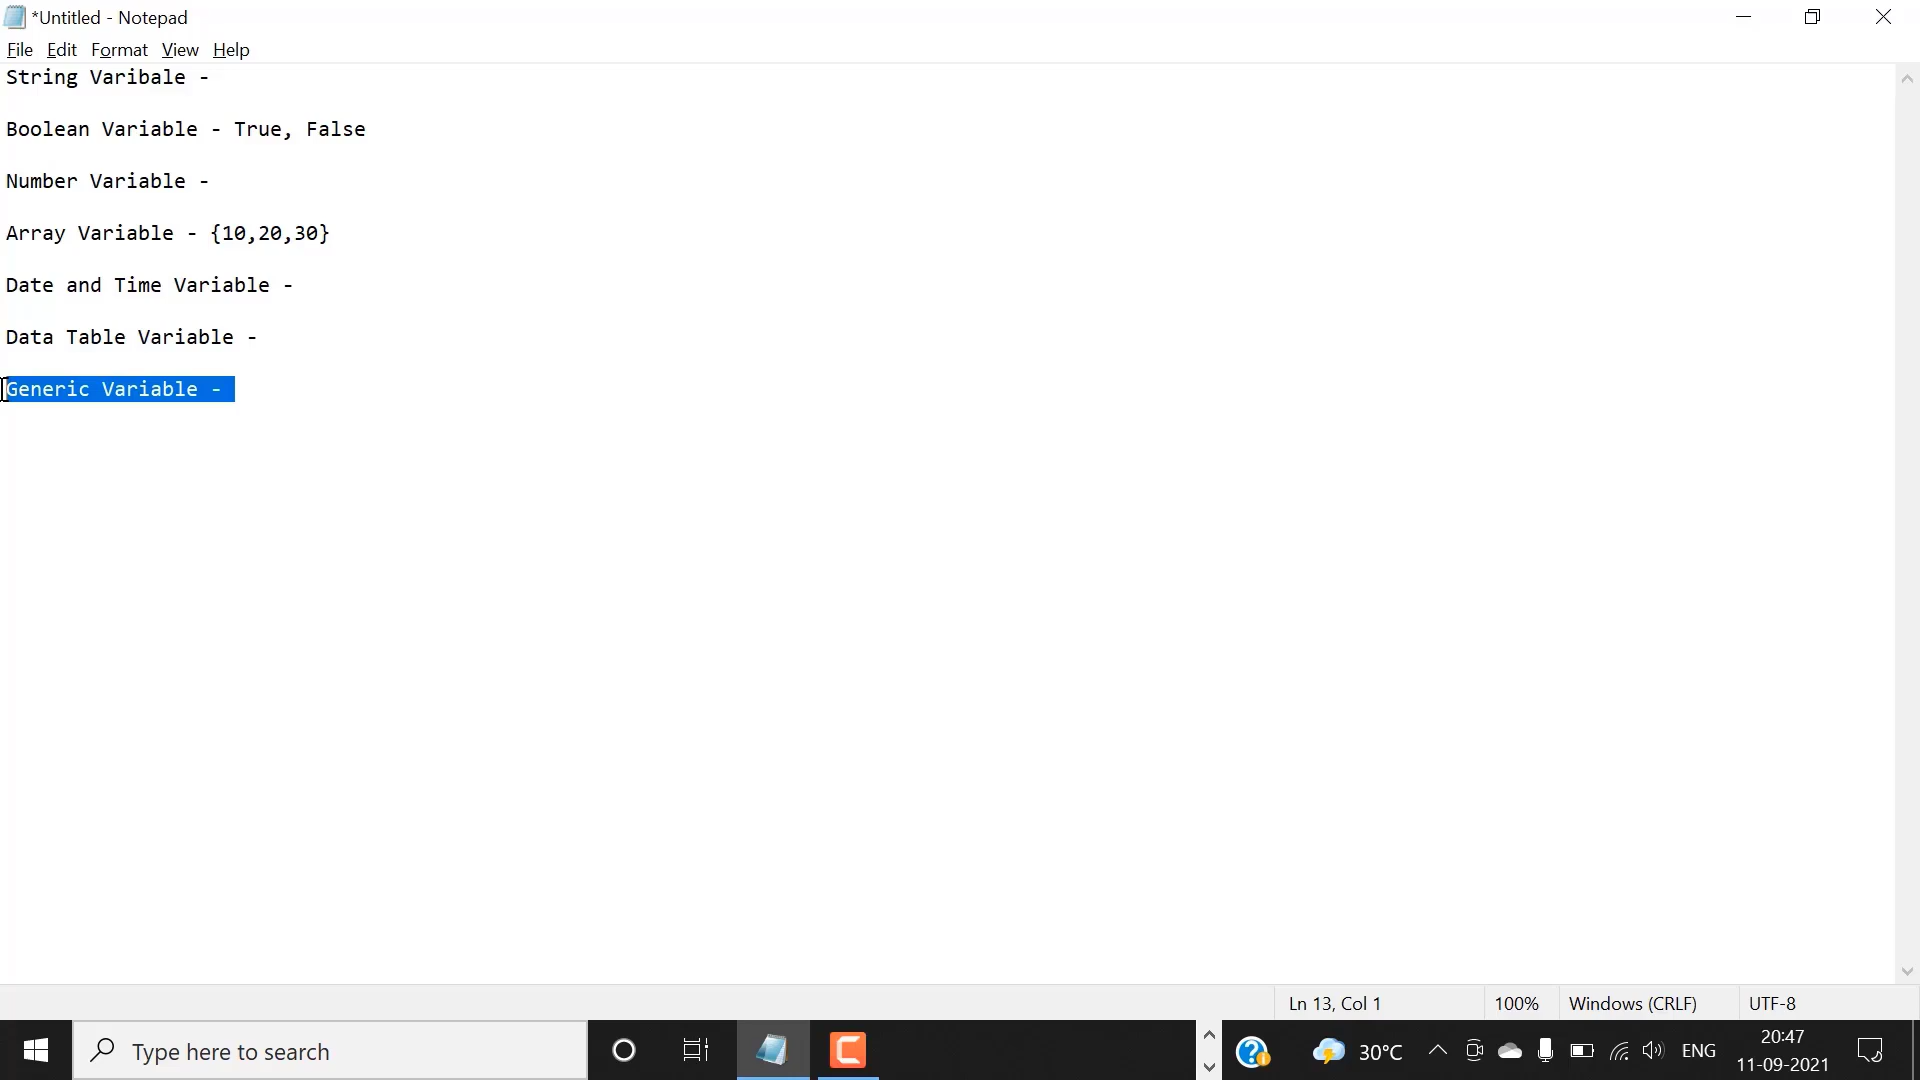 *Untitled - Notepad
File Edit Format View Help
String Varibale -
Boolean Variable - True, False
Number Variable -
Array Variable - {10,20,30}
Date and Time Variable -
Data Table Variable -
Generic Variable -
Ln 13, Col 1 100% Windows (CRLF) UTF-8
Type here to search 30°C ENG 20:47
11-09-2021